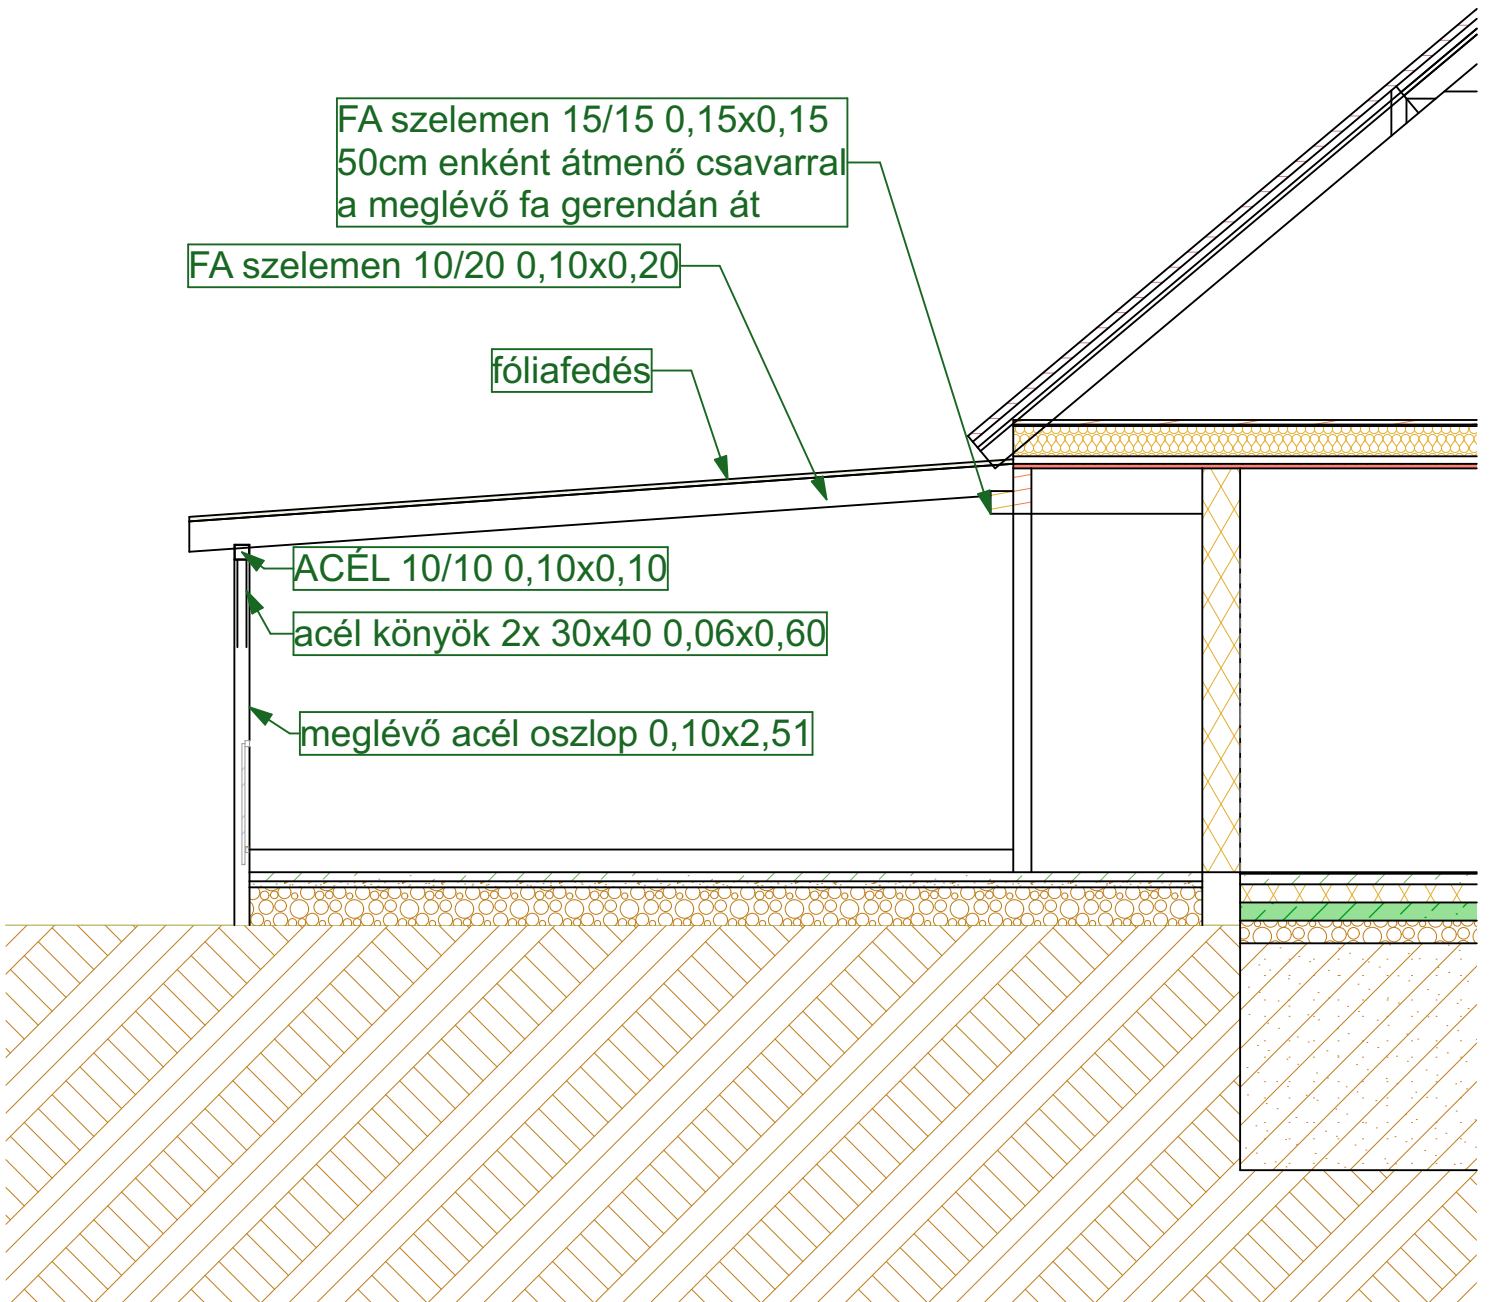 FA szelemen 15/15 0,15x0,15
50cm enként átmenő csavarral
a meglévő fa gerendán át
FA szelemen 10/20 0,10x0,20
fóliafedés
ACÉL 10/10 0,10x0,10
acél könyök 2x 30x40 0,06x0,60
meglévő acél oszlop 0,10x2,51